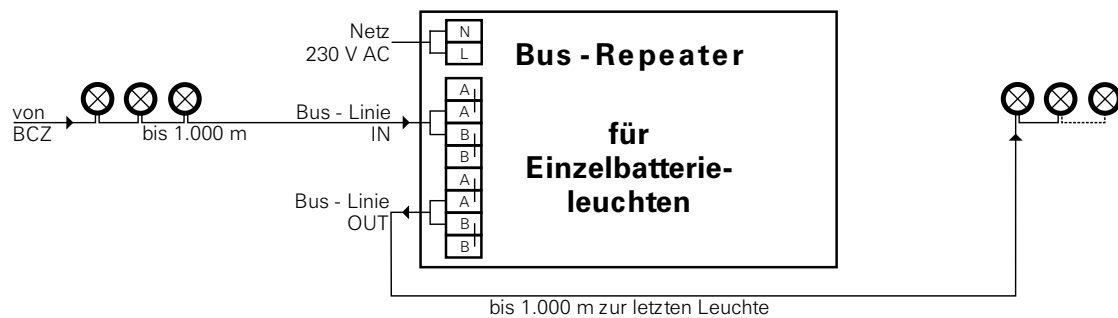 Netz
230 V AC
N
L
Bus - Repeater
für
Einzelbatterie-
leuchten
von
BCZ
bis 1.000 m
Bus - Linie
IN
A
A
B
B
Bus - Linie
OUT
A
A
B
B
bis 1.000 m zur letzten Leuchte